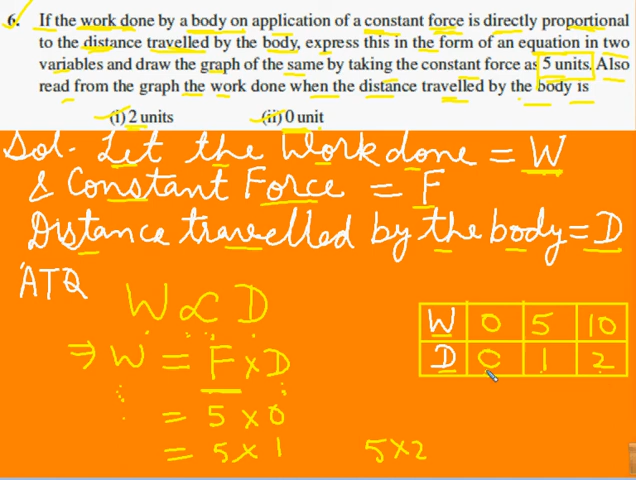 6. If the work done by a body on application of a constant force is directly proportional
to the distance travelled by the body, express this in the form of an equation in two
variables and draw the graph of the same by taking the constant force as 5 units. Also
read from the graph the work done when the distance travelled by the body is
(i) 2 units (ii) 0 unit
Sol. Let the Work done = W
& Constant Force = F
Distance travelled by the body = D
ATQ
W ∝ D
⇒ W = F x D
= 5 x 0
= 5 x 1 5 x 2
W 0 5 10
D 0 1 2